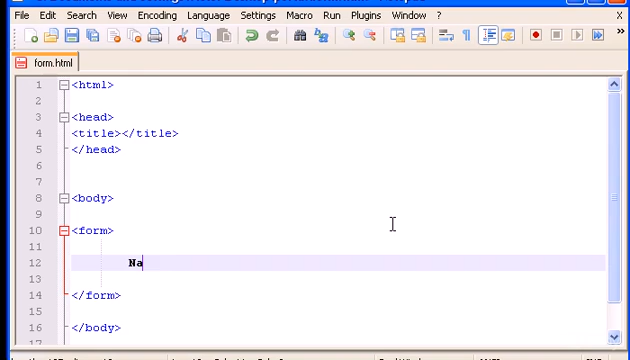 File Edit Search View Encoding Language Settings Macro Run Plugins Window ? X
form.html
1 <html>
2
3 <head>
4 <title></title>
5 </head>
6
7
8 <body>
9
10 <form>
11
12 Na
13
14 </form>
15
16 </body>